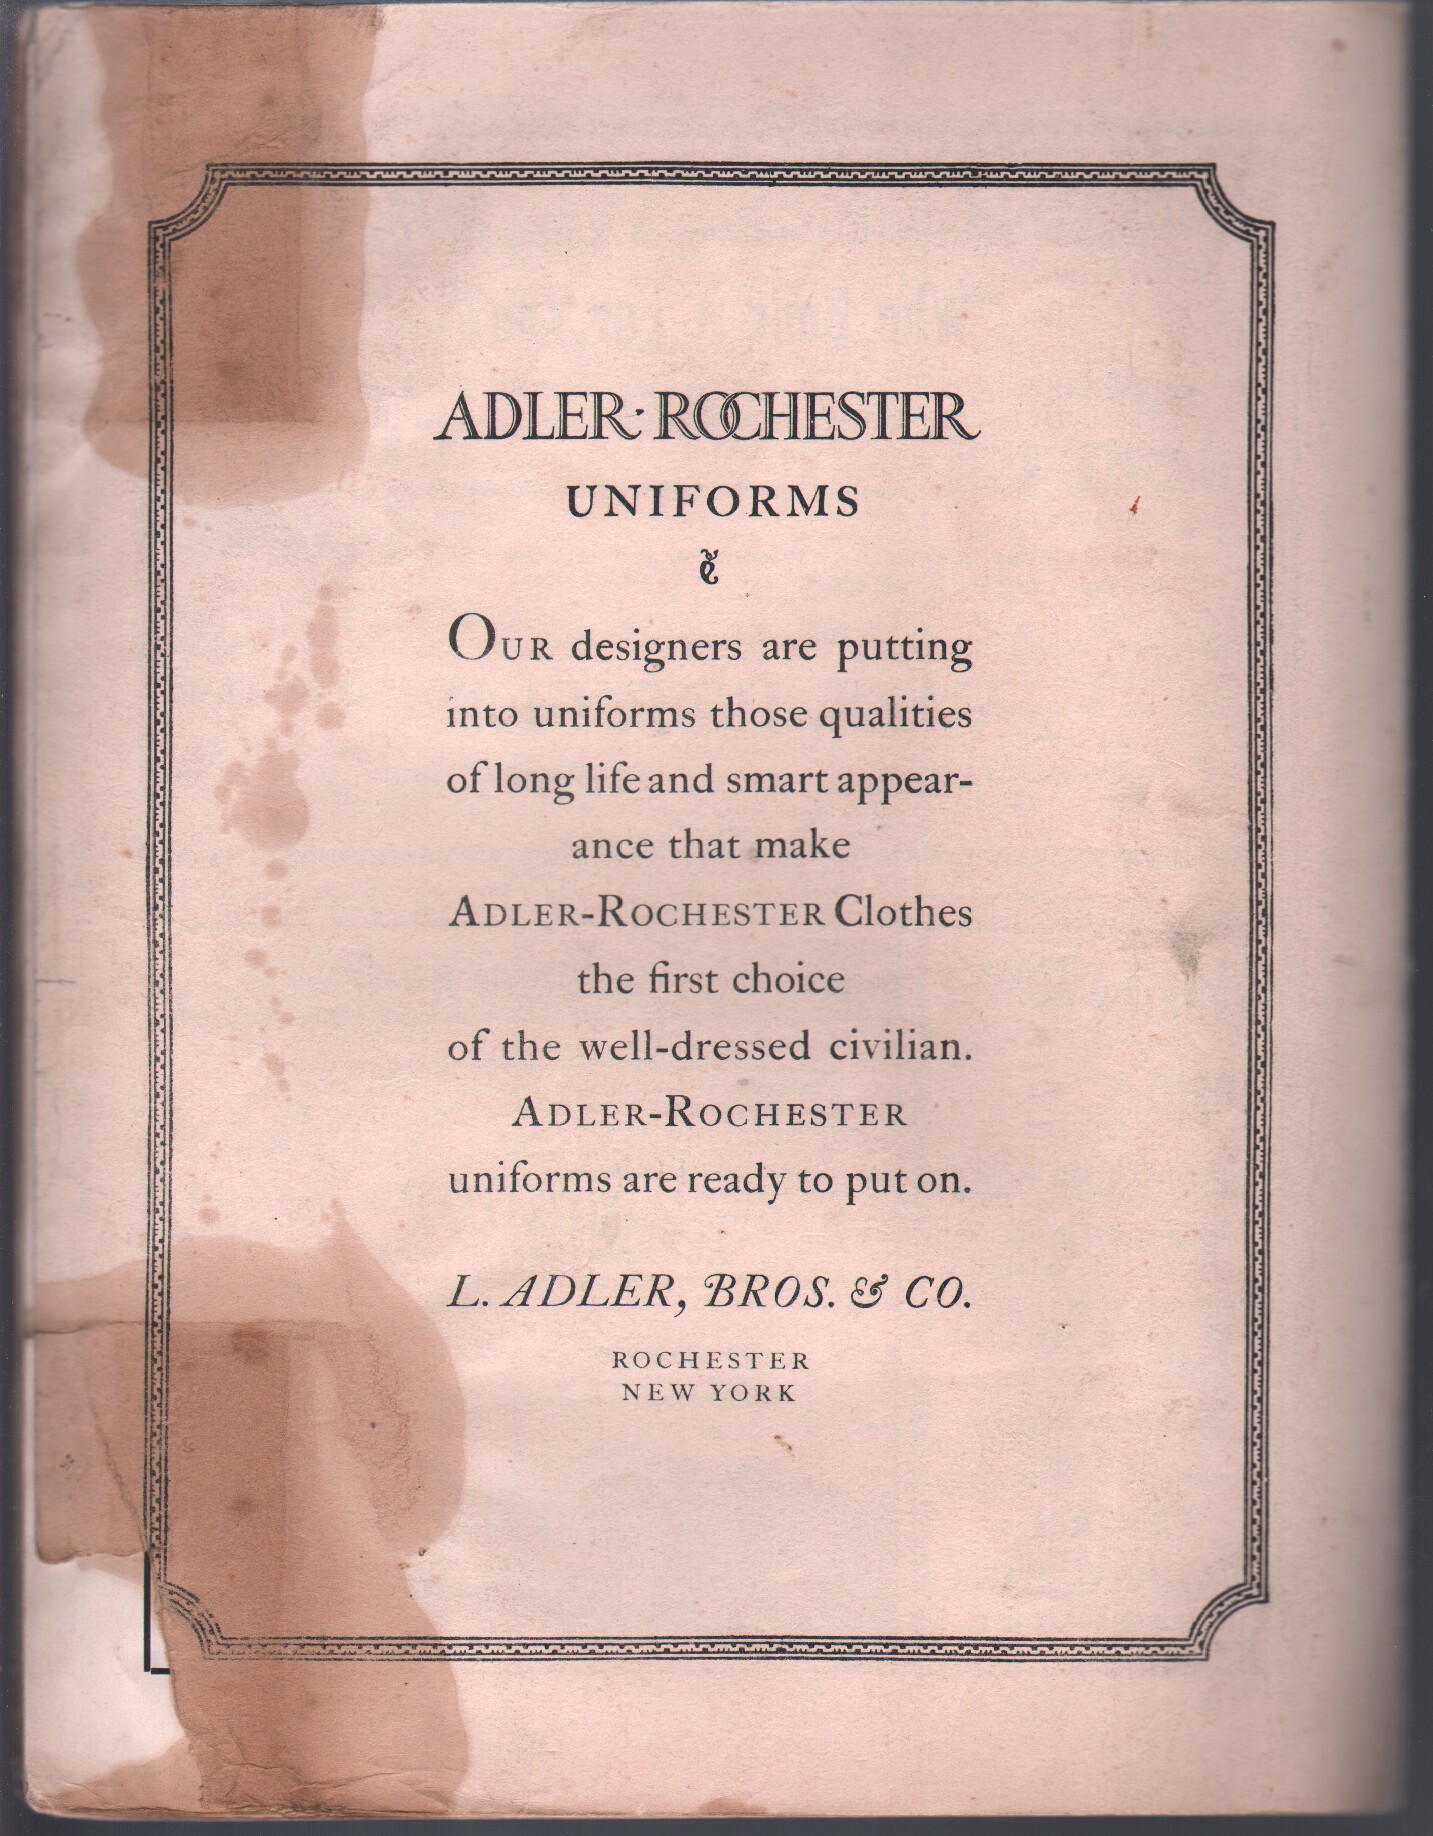 ADLER·ROCHESTER
UNIFORMS
OUR designers are putting
into uniforms those qualities
of long life and smart appear-
ance that make
ADLER-ROCHESTER Clothes
the first choice
of the well-dressed civilian.
ADLER-ROCHESTER
uniforms are ready to put on.
L. ADLER, BROS. & CO.
ROCHESTER
NEW YORK